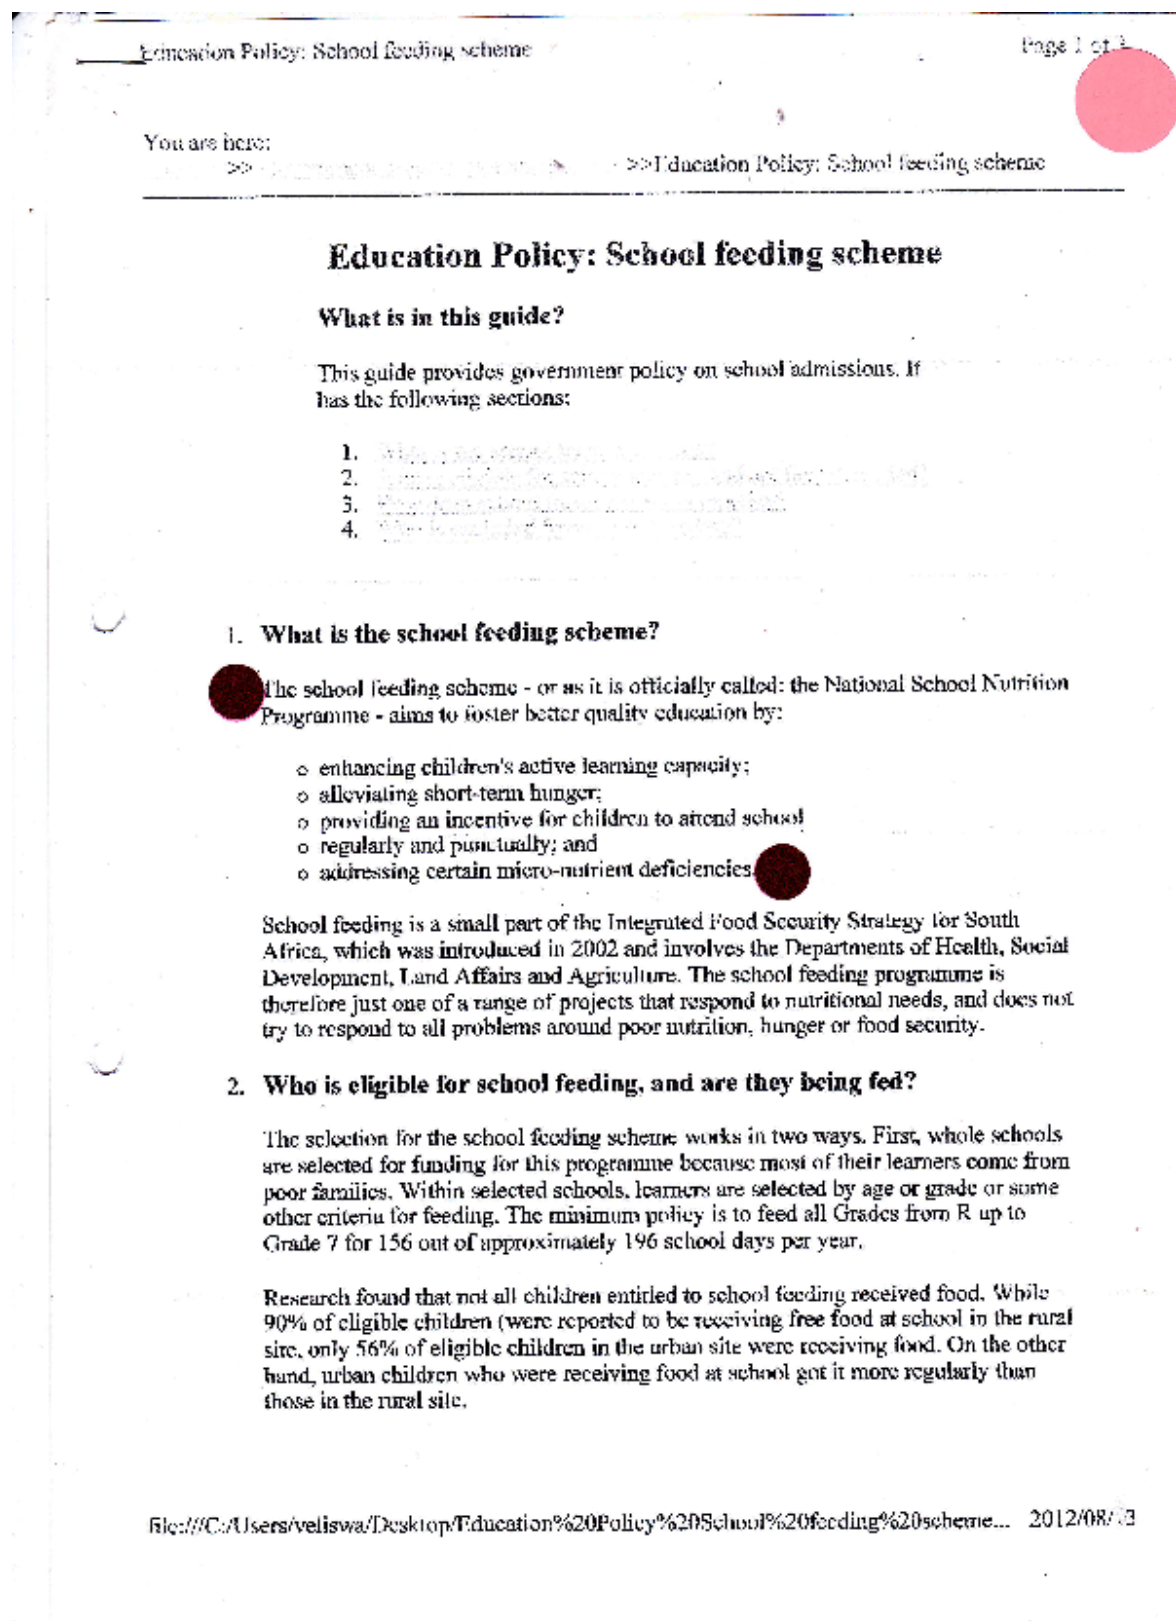 Education Policy: School feeding scheme
Page 1 of
You are here:
>> >>Education Policy: School feeding scheme
Education Policy: School feeding scheme
What is in this guide?
This guide provides government policy on school admissions. If
has the following sections:
1.
2.
3.
4.
1. What is the school feeding scheme?
The school feeding scheme - or as it is officially called: the National School Nutrition
Programme - aims to foster better quality education by:
o enhancing children's active learning capacity;
o alleviating short-term hunger;
o providing an incentive for children to attend school
o regularly and punctually; and
o addressing certain micro-nutrient deficiencies.
School feeding is a small part of the Integrated Food Security Strategy for South
Africa, which was introduced in 2002 and involves the Departments of Health, Social
Development, Land Affairs and Agriculture. The school feeding programme is
therefore just one of a range of projects that respond to nutritional needs, and does not
try to respond to all problems around poor nutrition, hunger or food security.
2. Who is eligible for school feeding, and are they being fed?
The selection for the school feeding scheme works in two ways. First, whole schools
are selected for funding for this programme because most of their learners come from
poor families. Within selected schools, learners are selected by age or grade or some
other criteria for feeding. The minimum policy is to feed all Grades from R up to
Grade 7 for 156 out of approximately 196 school days per year.
Research found that not all children entitled to school feeding received food. While
90% of eligible children (were reported to be receiving free food at school in the rural
site, only 56% of eligible children in the urban site were receiving food. On the other
hand, urban children who were receiving food at school got it more regularly than
those in the rural site.
file:///C:/Users/veliswa/Desktop/Education%20Policy%20School%20feeding%20scheme... 2012/08/